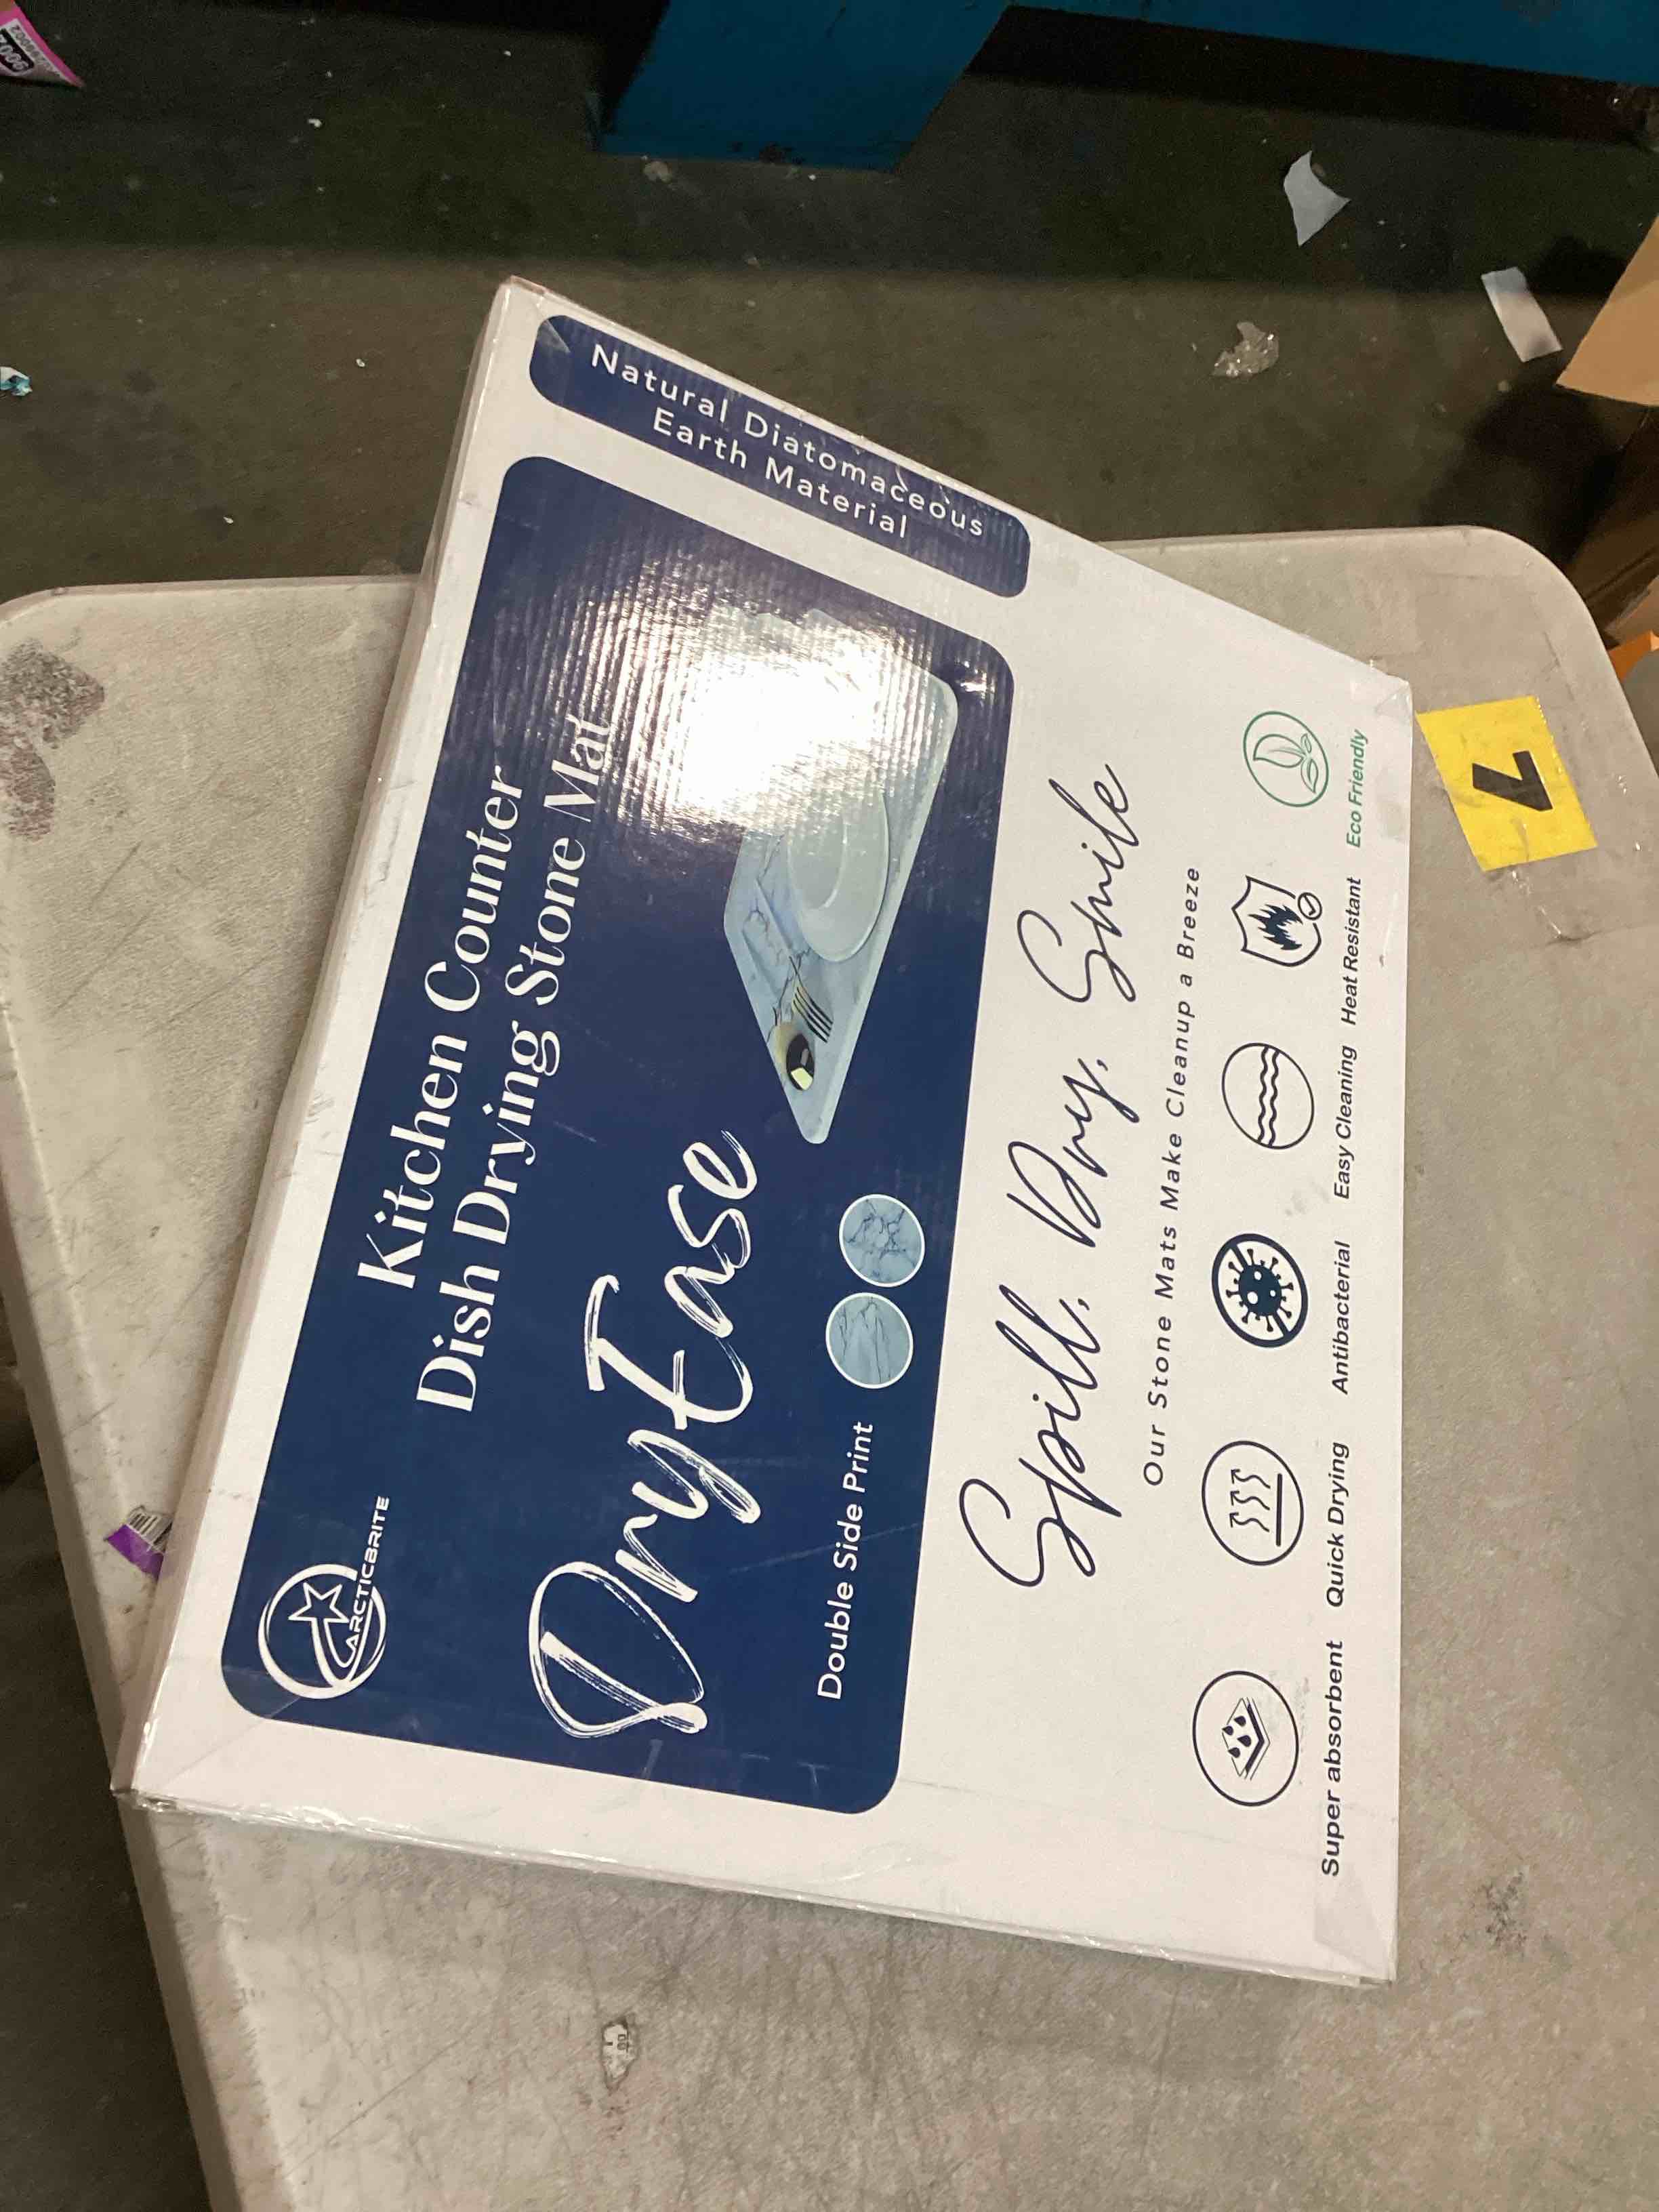 ARCTICBRITE
Kitchen Counter
Dish Drying Stone Mat
DryEase
Double Side Print
Natural Diatomaceous
Earth Material
Spill, Dry, Smile
Our Stone Mats Make Cleanup a Breeze
Super absorbent
Quick Drying
Antibacterial
Easy Cleaning
Heat Resistant
Eco Friendly
7